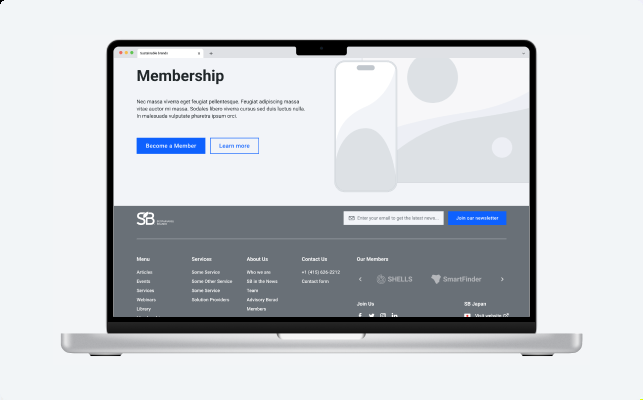 Sustainable Brands
Membership
Nec massa viverra eget feugiat pellentesque. Feugiat adipiscing massa
vitae auctor mi massa. Sodales libero viverra cursus sed duis luctus nulla.
In malesuada vulputate pharetra ipsum orci.
Become a Member
Learn more
SB
Enter your email to get the latest news...
Join our newsletter
Menu
Articles
Events
Services
Webinars
Library
Services
Some Service
Some Other Service
Some Service
Solution Providers
About Us
Who we are
SB in the News
Team
Advisory Borad
Members
Contact Us
+1 (415) 626-2212
Contact form
Our Members
SHELLS
SmartFinder
Join Us
SB Japan
Visit website